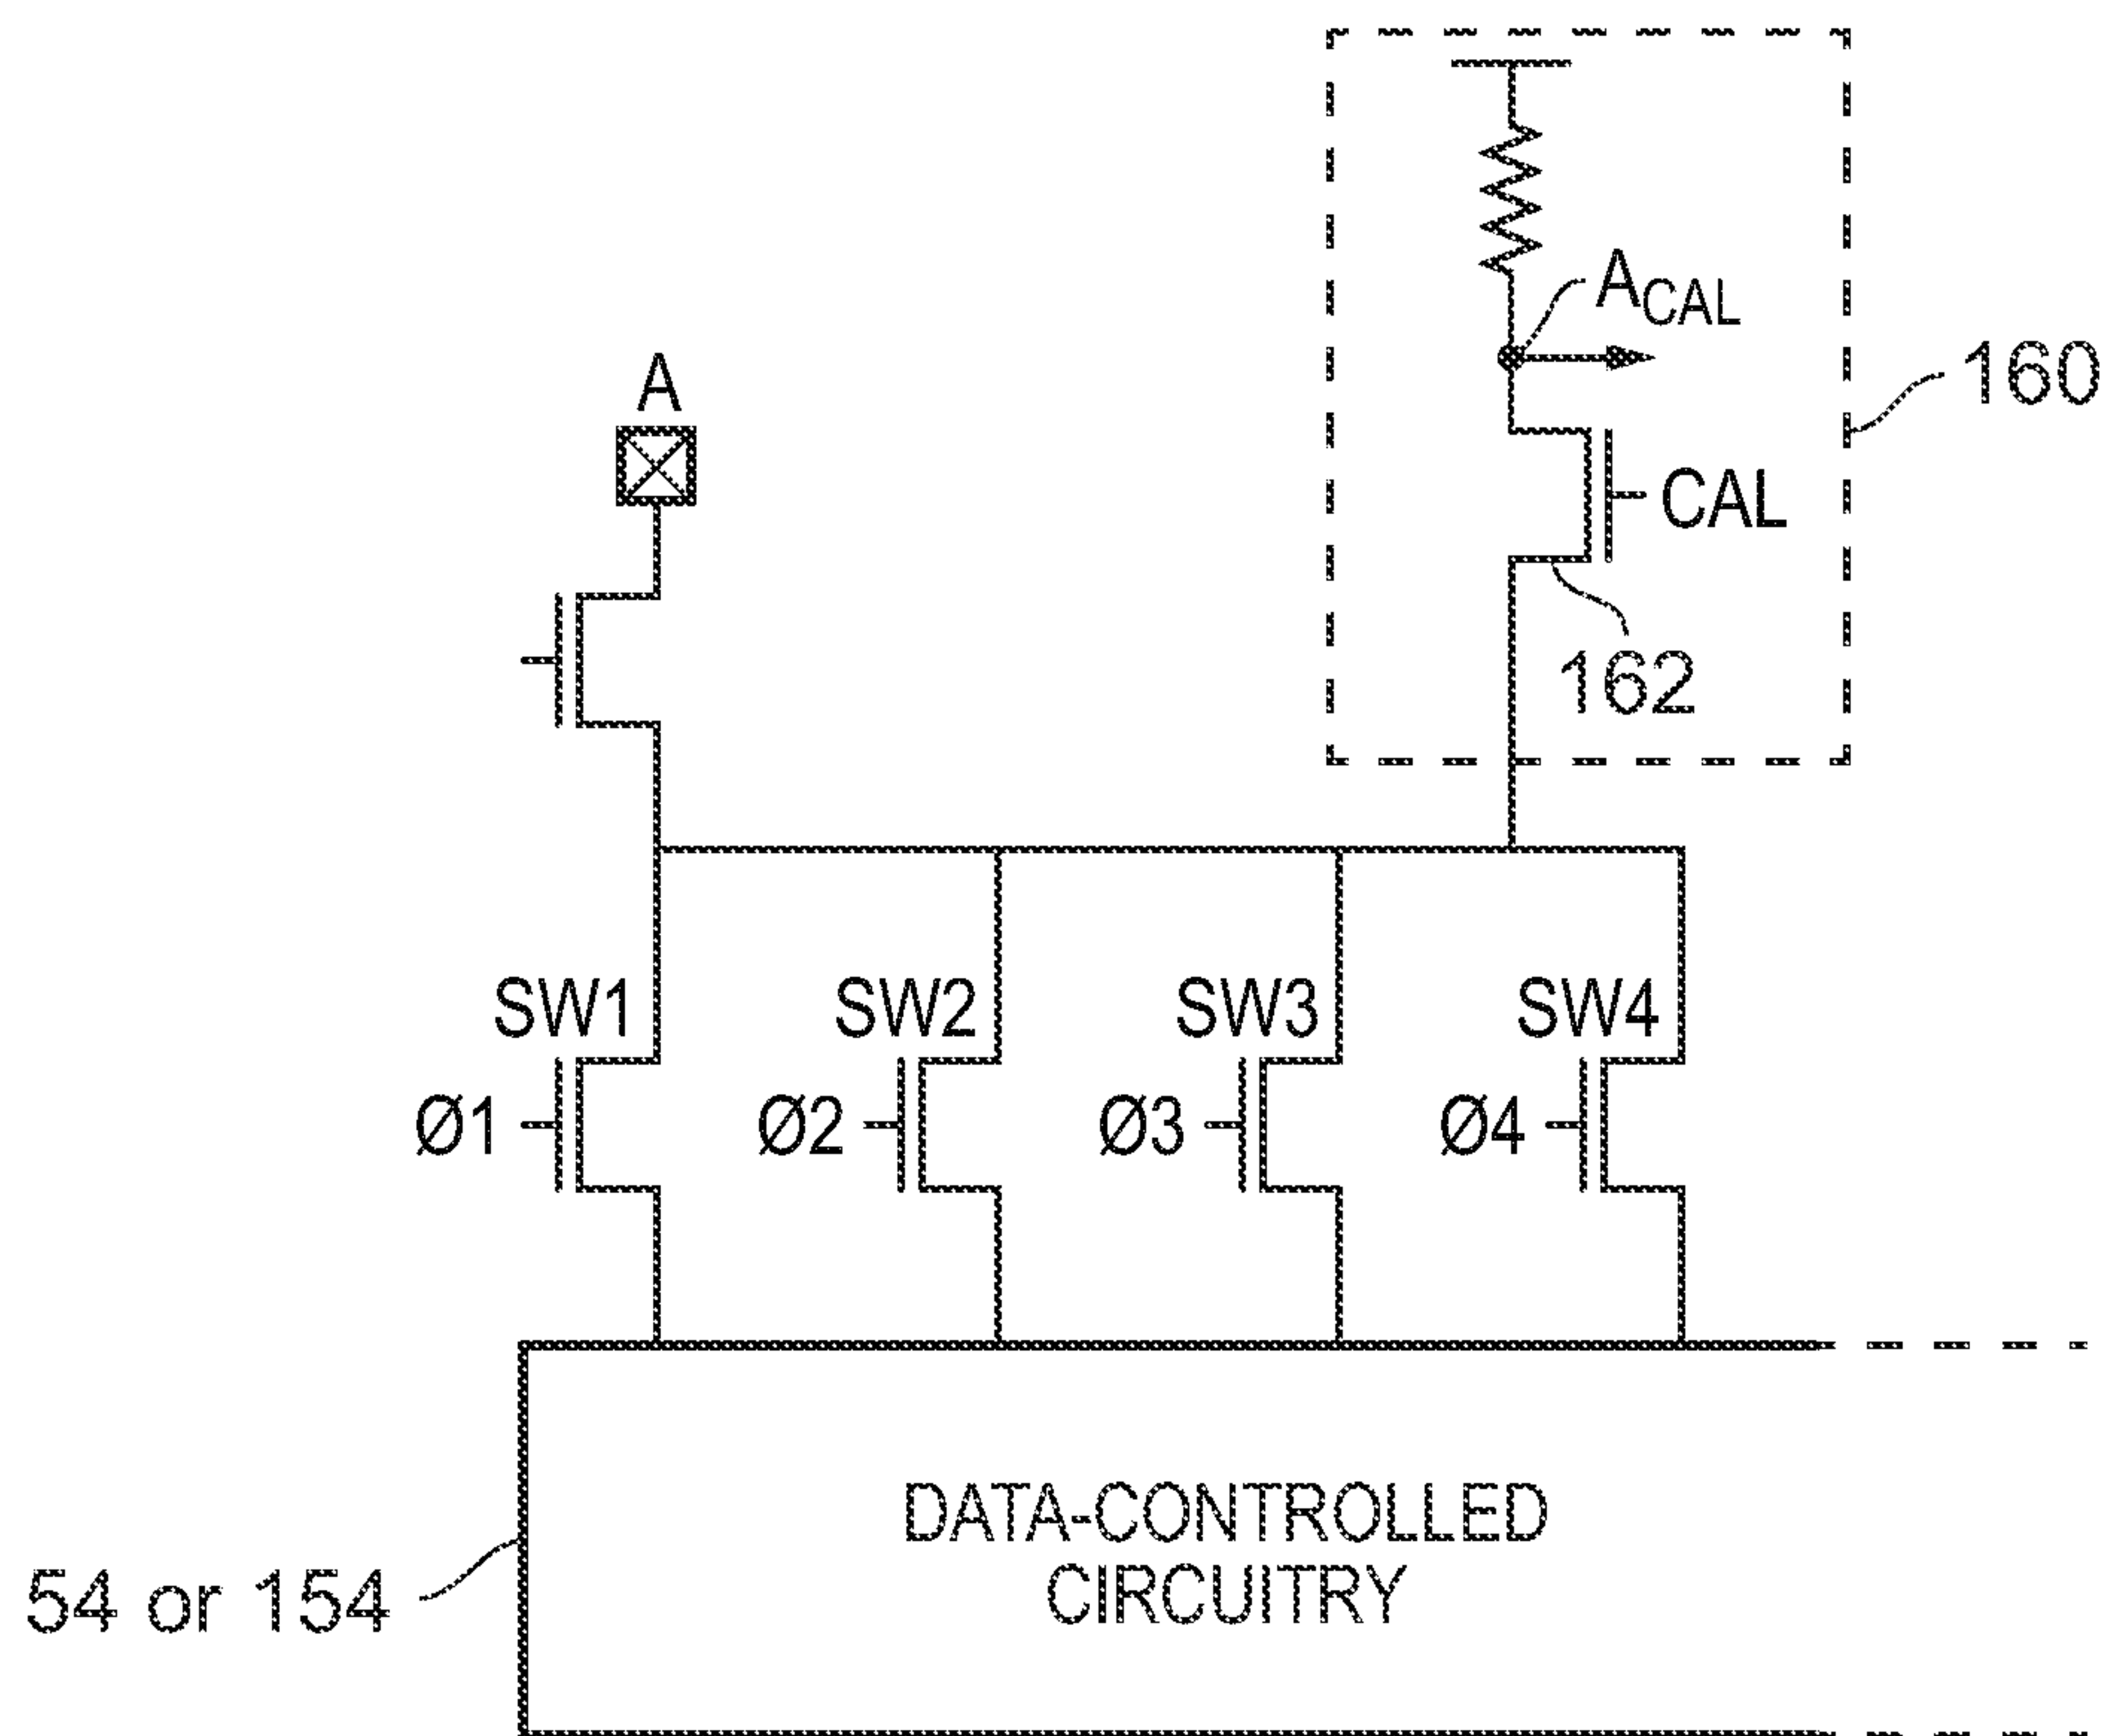 A_CAL
160
A
CAL
162
SW1 SW2 SW3 SW4
Ø1 Ø2 Ø3 Ø4
DATA-CONTROLLED
CIRCUITRY
54 or 154